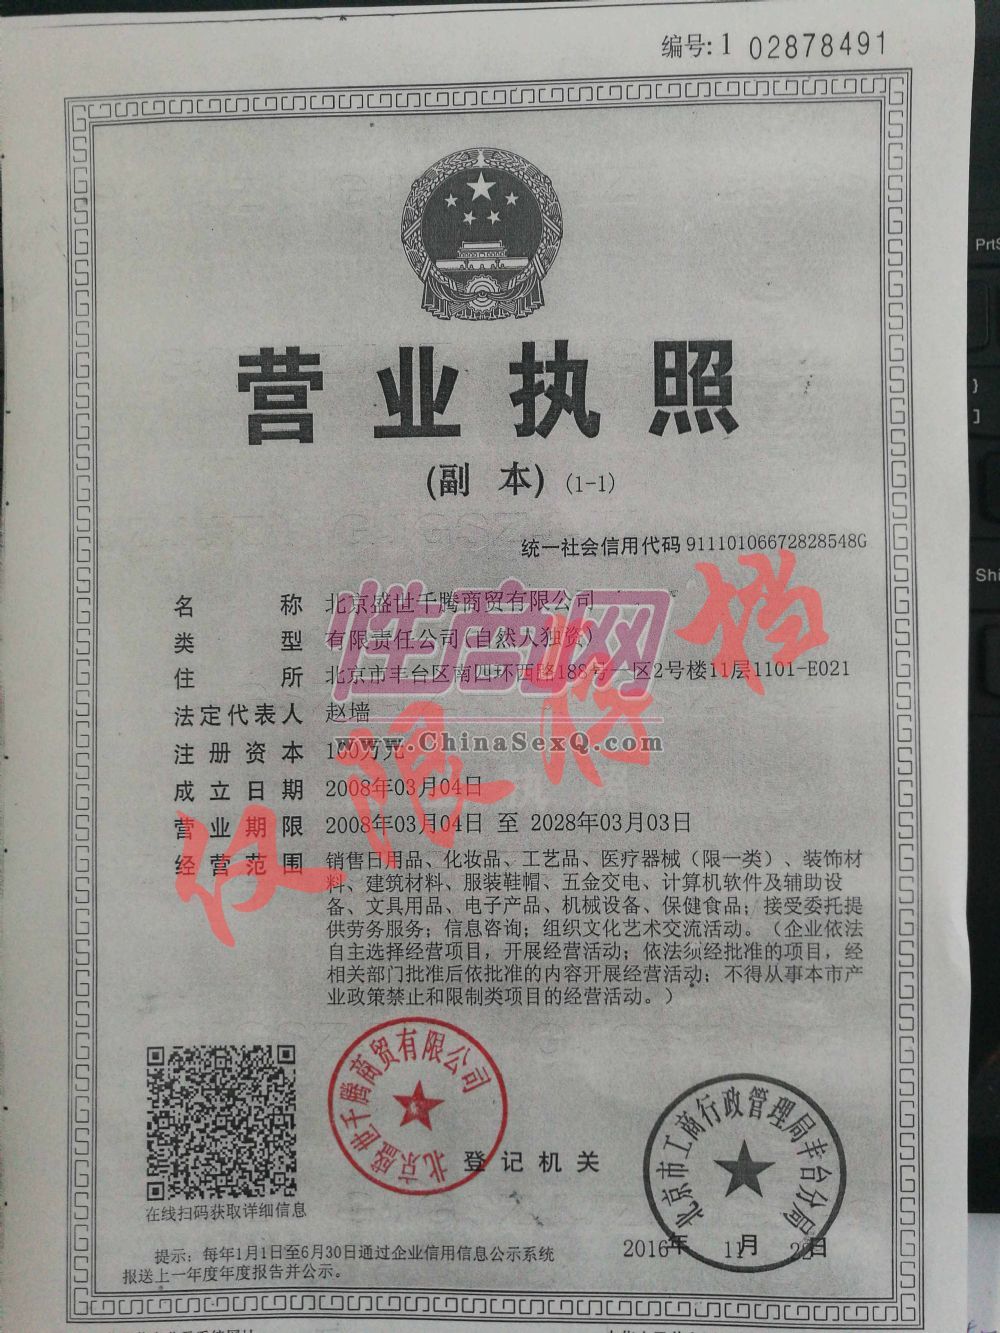 编号:1 02878491
营业执照
(副 本) (1-1)
统一社会信用代码 91110106672828548G
名称 北京盛世千腾商贸有限公司
类型 有限责任公司(自然人独资)
住所 北京市丰台区南四环西路188号一区2号楼11层1101-E021
法定代表人 赵墙
注册资本 100万元
成立日期 2008年03月04日
营业期限 2008年03月04日 至 2028年03月03日
经营范围 销售日用品、化妆品、工艺品、医疗器械（限一类）、装饰材
料、建筑材料、服装鞋帽、五金交电、计算机软件及辅助设
备、文具用品、电子产品、机械设备、保健食品；接受委托提
供劳务服务；信息咨询；组织文化艺术交流活动。（企业依法
自主选择经营项目，开展经营活动；依法须经批准的项目，经
相关部门批准后依批准的内容开展经营活动；不得从事本市产
业政策禁止和限制类项目的经营活动。）
性商网
www.ChinaSexQ.com
仅限存档
北京盛世千腾商贸有限公司
登记机关
北京市工商行政管理局丰台分局
在线扫码获取详细信息
2016年 11月 22日
提示：每年1月1日至6月30日通过企业信用信息公示系统
报送上一年度年度报告并公示。
PrtS
}
]
Shi